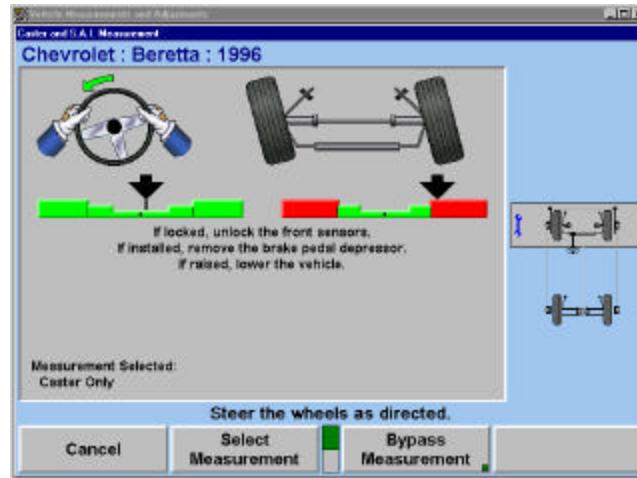 Vehicle Measurements and Adjustments
Caster and S.A.I. Measurement
Chevrolet : Beretta : 1996
If locked, unlock the front sensors.
If installed, remove the brake pedal depressor.
If raised, lower the vehicle.
Measurement Selected:
Caster Only
Steer the wheels as directed.
Cancel
Select
Measurement
Bypass
Measurement